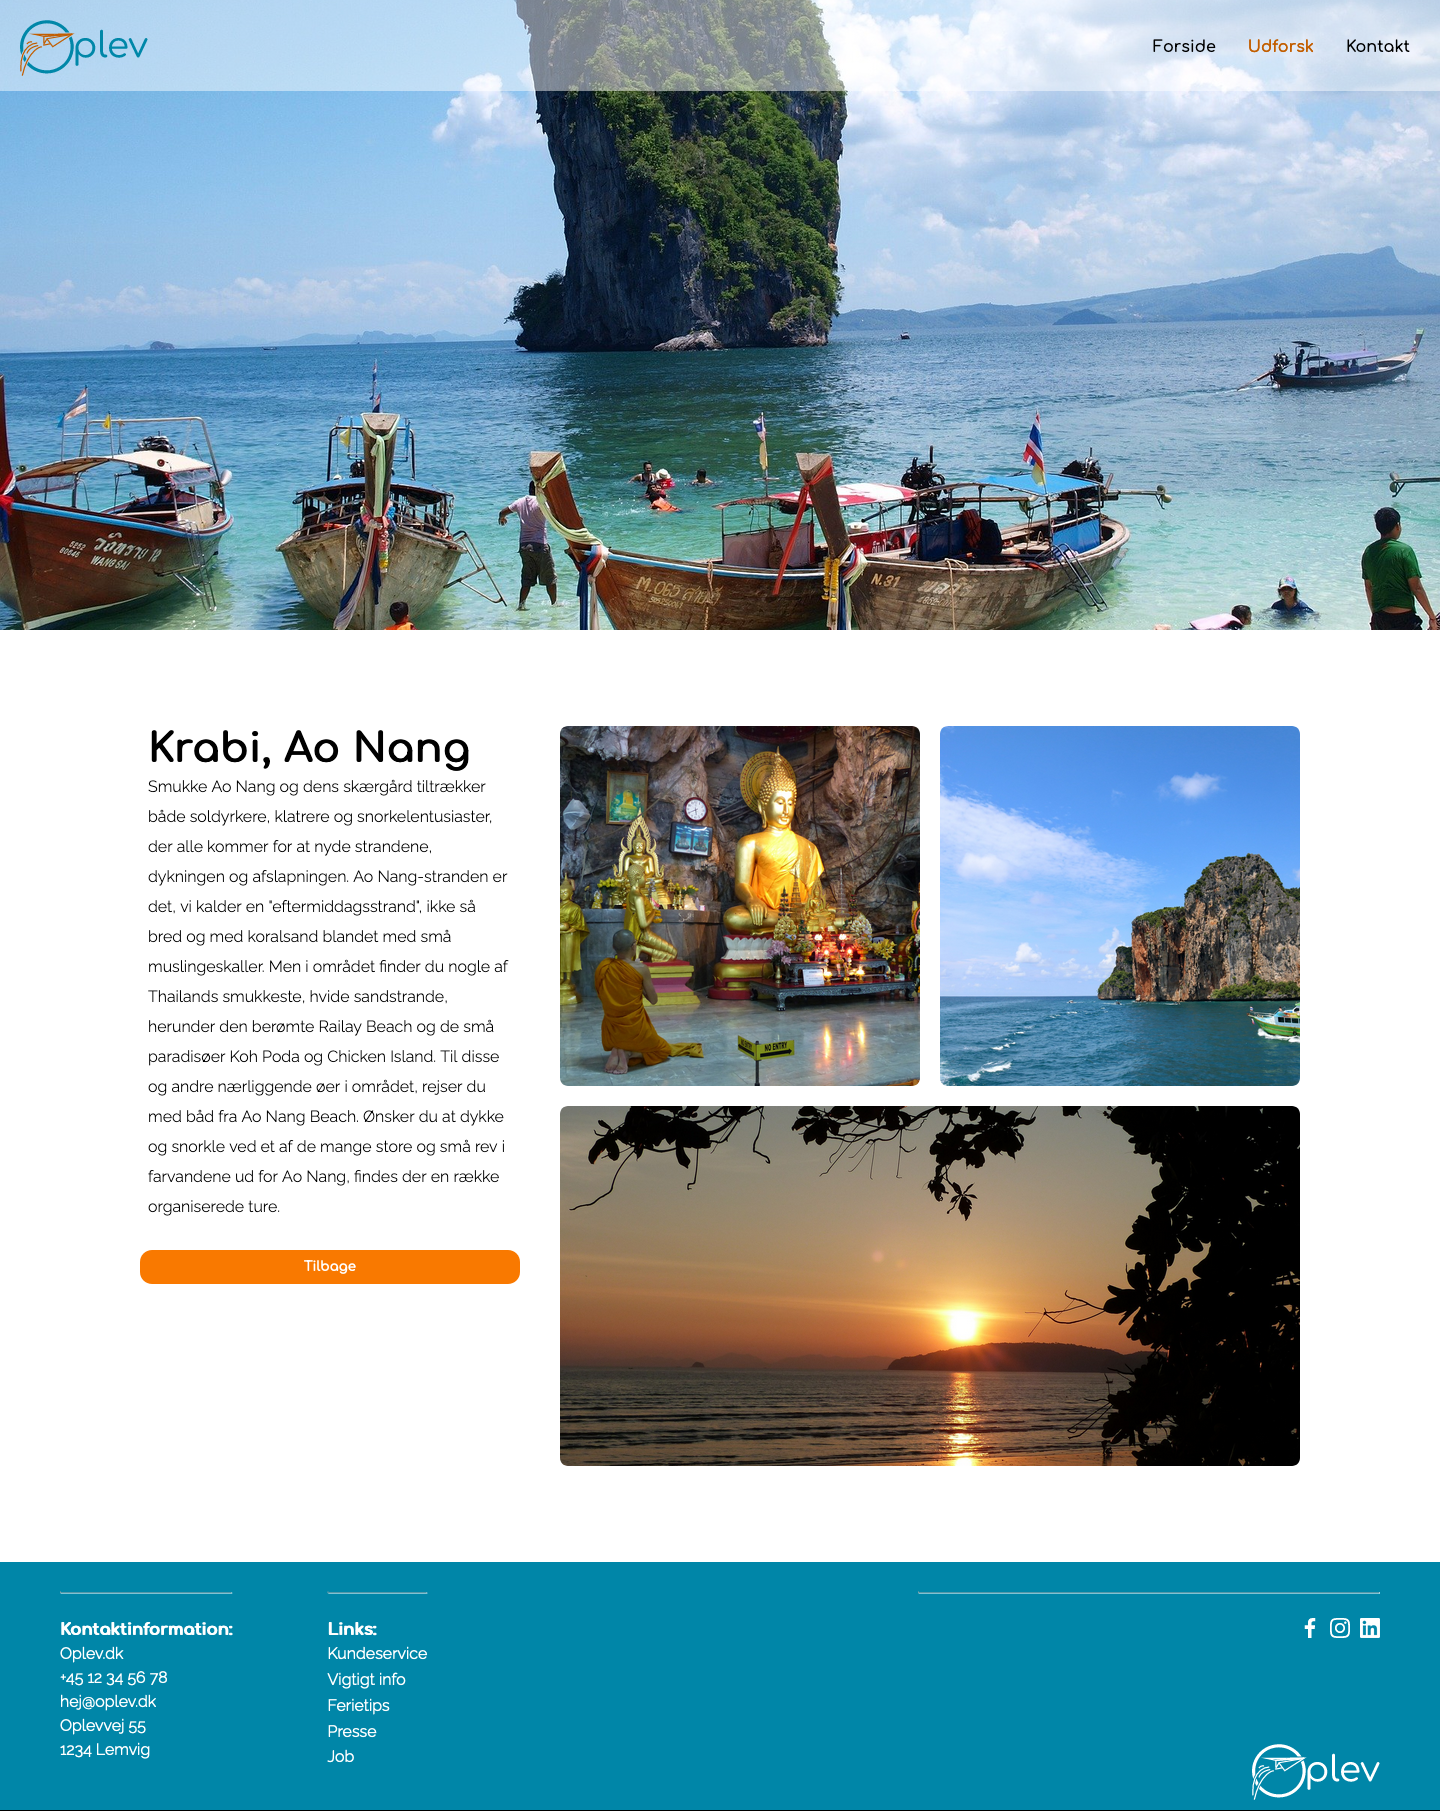 Oplev
Forside Udforsk Kontakt
WANG SAI
N.31
Krabi, Ao Nang
Smukke Ao Nang og dens skærgård tiltrækker
både soldyrkere, klatrere og snorkelentusiaster,
der alle kommer for at nyde strandene,
dykningen og afslapningen. Ao Nang-stranden er
det, vi kalder en "eftermiddagsstrand", ikke så
bred og med koralsand blandet med små
muslingeskaller. Men i området finder du nogle af
Thailands smukkeste, hvide sandstrande,
herunder den berømte Railay Beach og de små
paradisøer Koh Poda og Chicken Island. Til disse
og andre nærliggende øer i området, rejser du
med båd fra Ao Nang Beach. Ønsker du at dykke
og snorkle ved et af de mange store og små rev i
farvandene ud for Ao Nang, findes der en række
organiserede ture.
Tilbage
NO ENTRY
Kontaktinformation:
Oplev.dk
+45 12 34 56 78
hej@oplev.dk
Oplevvej 55
1234 Lemvig
Links:
Kundeservice
Vigtigt info
Ferietips
Presse
Job
Oplev